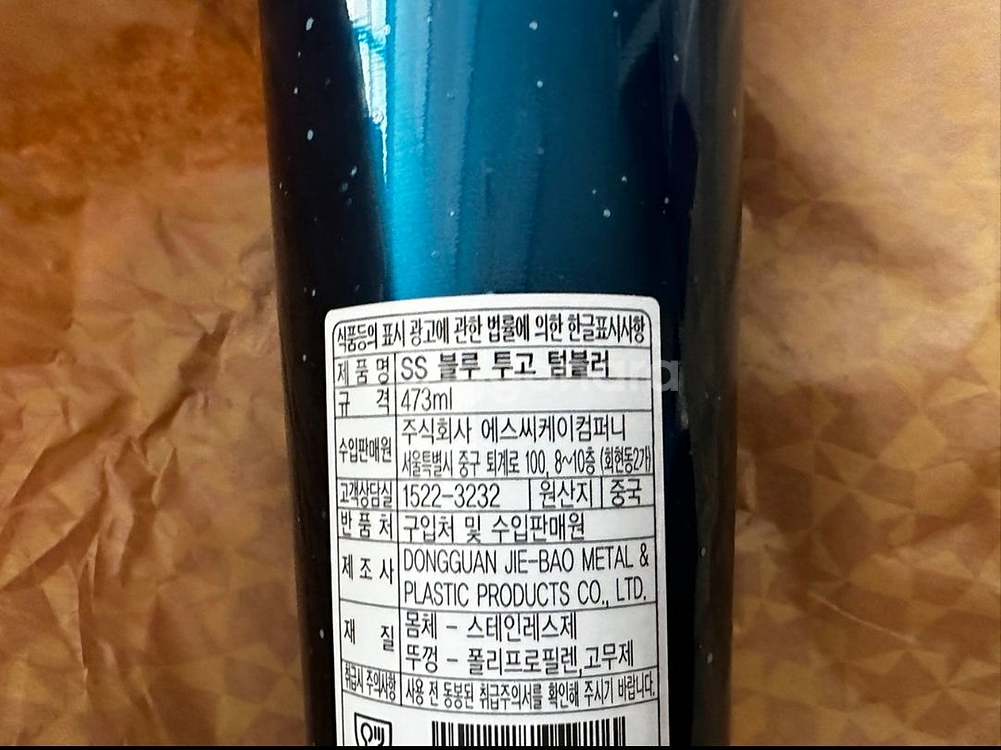 식품등의 표시 광고에 관한 법률에 의한 한글표시사항
제품명 SS 블루 투고 텀블러
규격 473ml
수입판매원 주식회사 에스씨케이컴퍼니
서울특별시 중구 퇴계로 100, 8~10층 (회현동2가)
고객상담실 1522-3232 원산지 중국
반품처 구입처 및 수입판매원
제조사 DONGGUAN JIE-BAO METAL &
PLASTIC PRODUCTS CO., LTD.
재질 몸체 - 스테인레스제
뚜껑 - 폴리프로필렌,고무제
취급시 주의사항 사용 전 동봉된 취급주의서를 확인해 주시기 바랍니다.